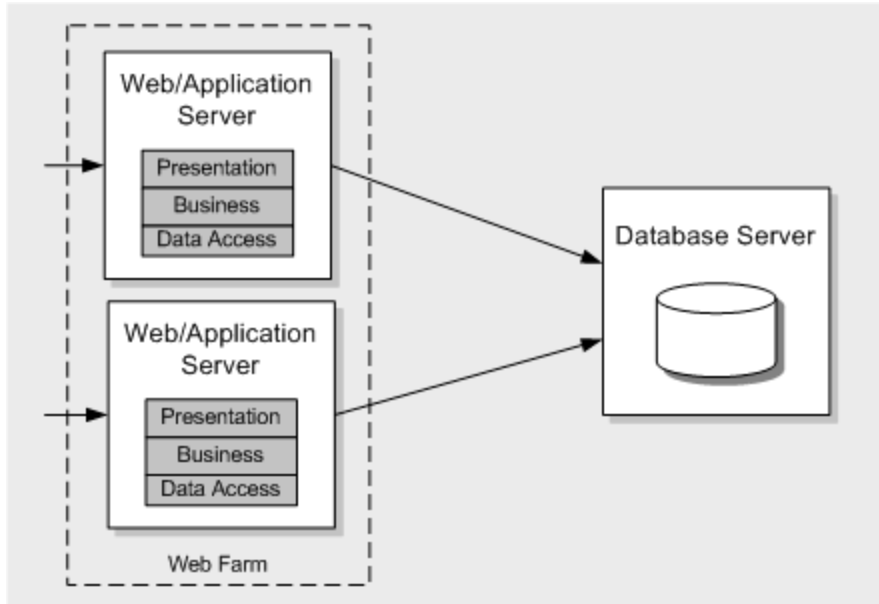 Web/Application
Server
Presentation
Business
Data Access
Web/Application
Server
Presentation
Business
Data Access
Web Farm
Database Server